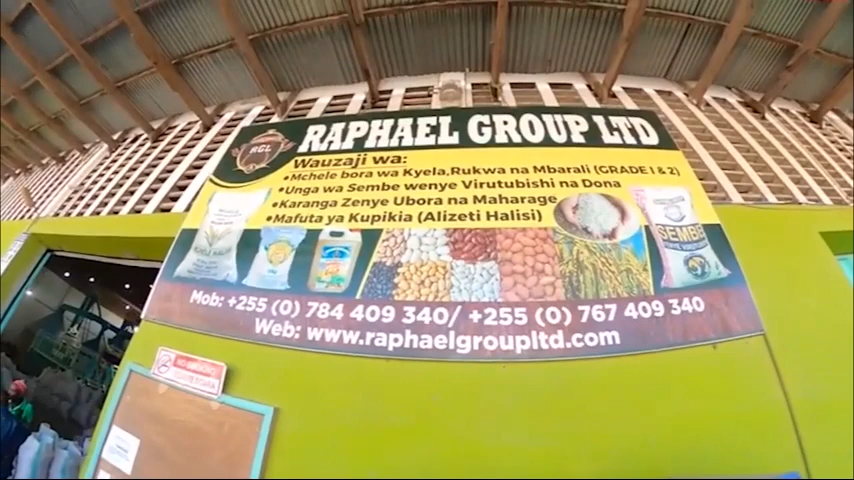 RAPHAEL GROUP LTD
RGL
Wauzaji wa:
•Mchele bora wa Kyela,Rukwa na Mbarali (GRADE 1 & 2)
•Unga wa Sembe wenye Virutubishi na Dona
•Karanga Zenye Ubora na Maharage
•Mafuta ya Kupikia (Alizeti Halisi)
SEMBE
Mob: +255 (0) 784 409 340/ +255 (0) 767 409 340
Web: www.raphaelgroupltd.com
NO SMOKING